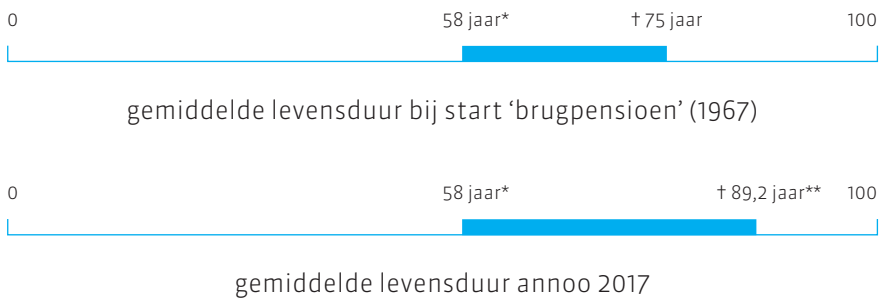 0 58 jaar* † 75 jaar 100
gemiddelde levensduur bij start ‘brugpensioen’ (1967)
0 58 jaar* † 89,2 jaar** 100
gemiddelde levensduur annoo 2017